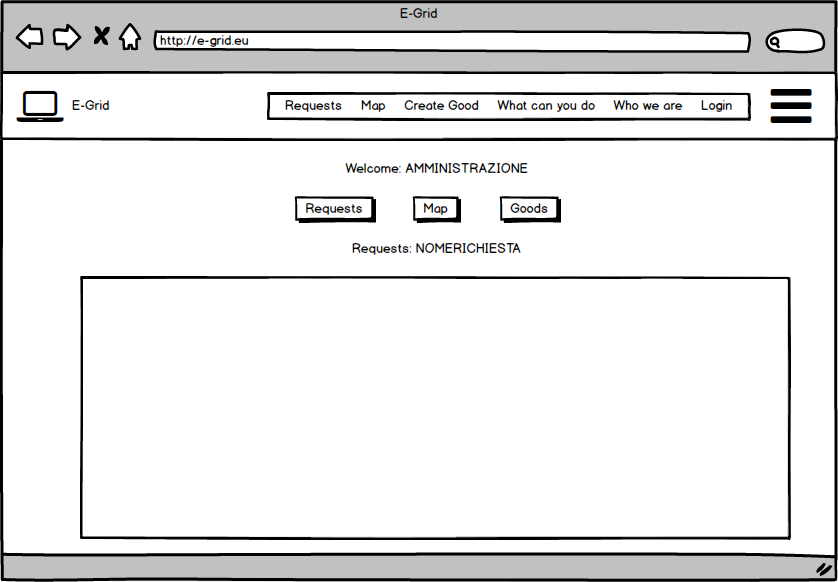 E-Grid
http://e-grid.eu
E-Grid
Requests Map Create Good What can you do Who we are Login
Welcome: AMMINISTRAZIONE
Requests Map Goods
Requests: NOMERICHIESTA